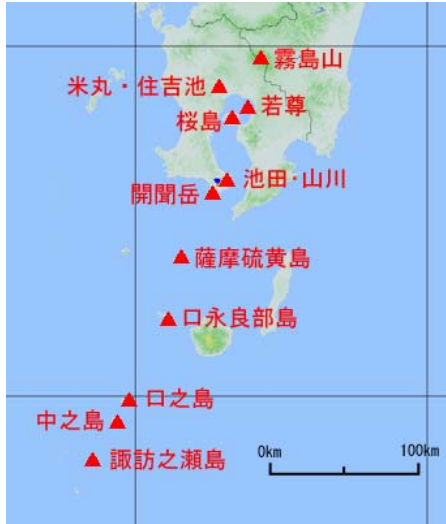 霧島山
米丸・住吉池
若尊
桜島
池田・山川
開聞岳
薩摩硫黄島
口永良部島
口之島
中之島
諏訪之瀬島
0km
100km